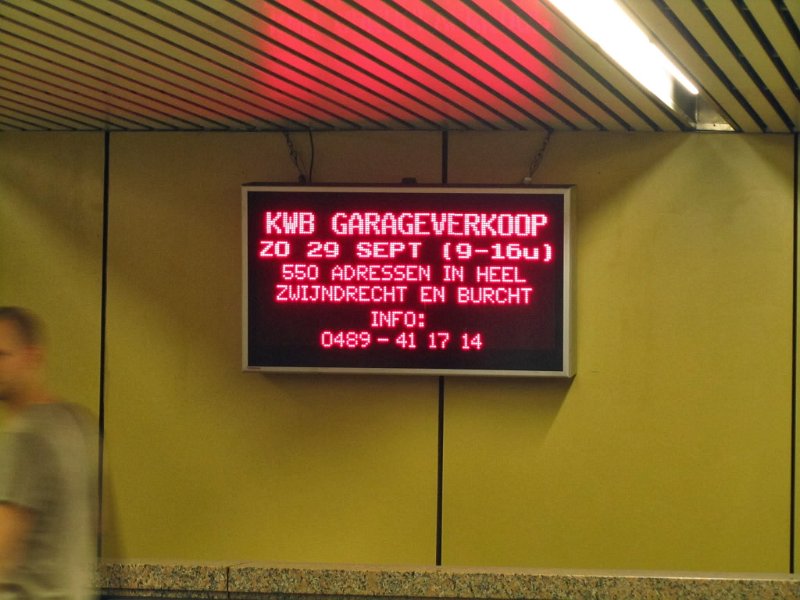 KWB GARAGEVERKOOP
ZO 29 SEPT (9-16u)
550 ADRESSEN IN HEEL
ZWIJNDRECHT EN BURCHT
INFO:
0489-41 17 14